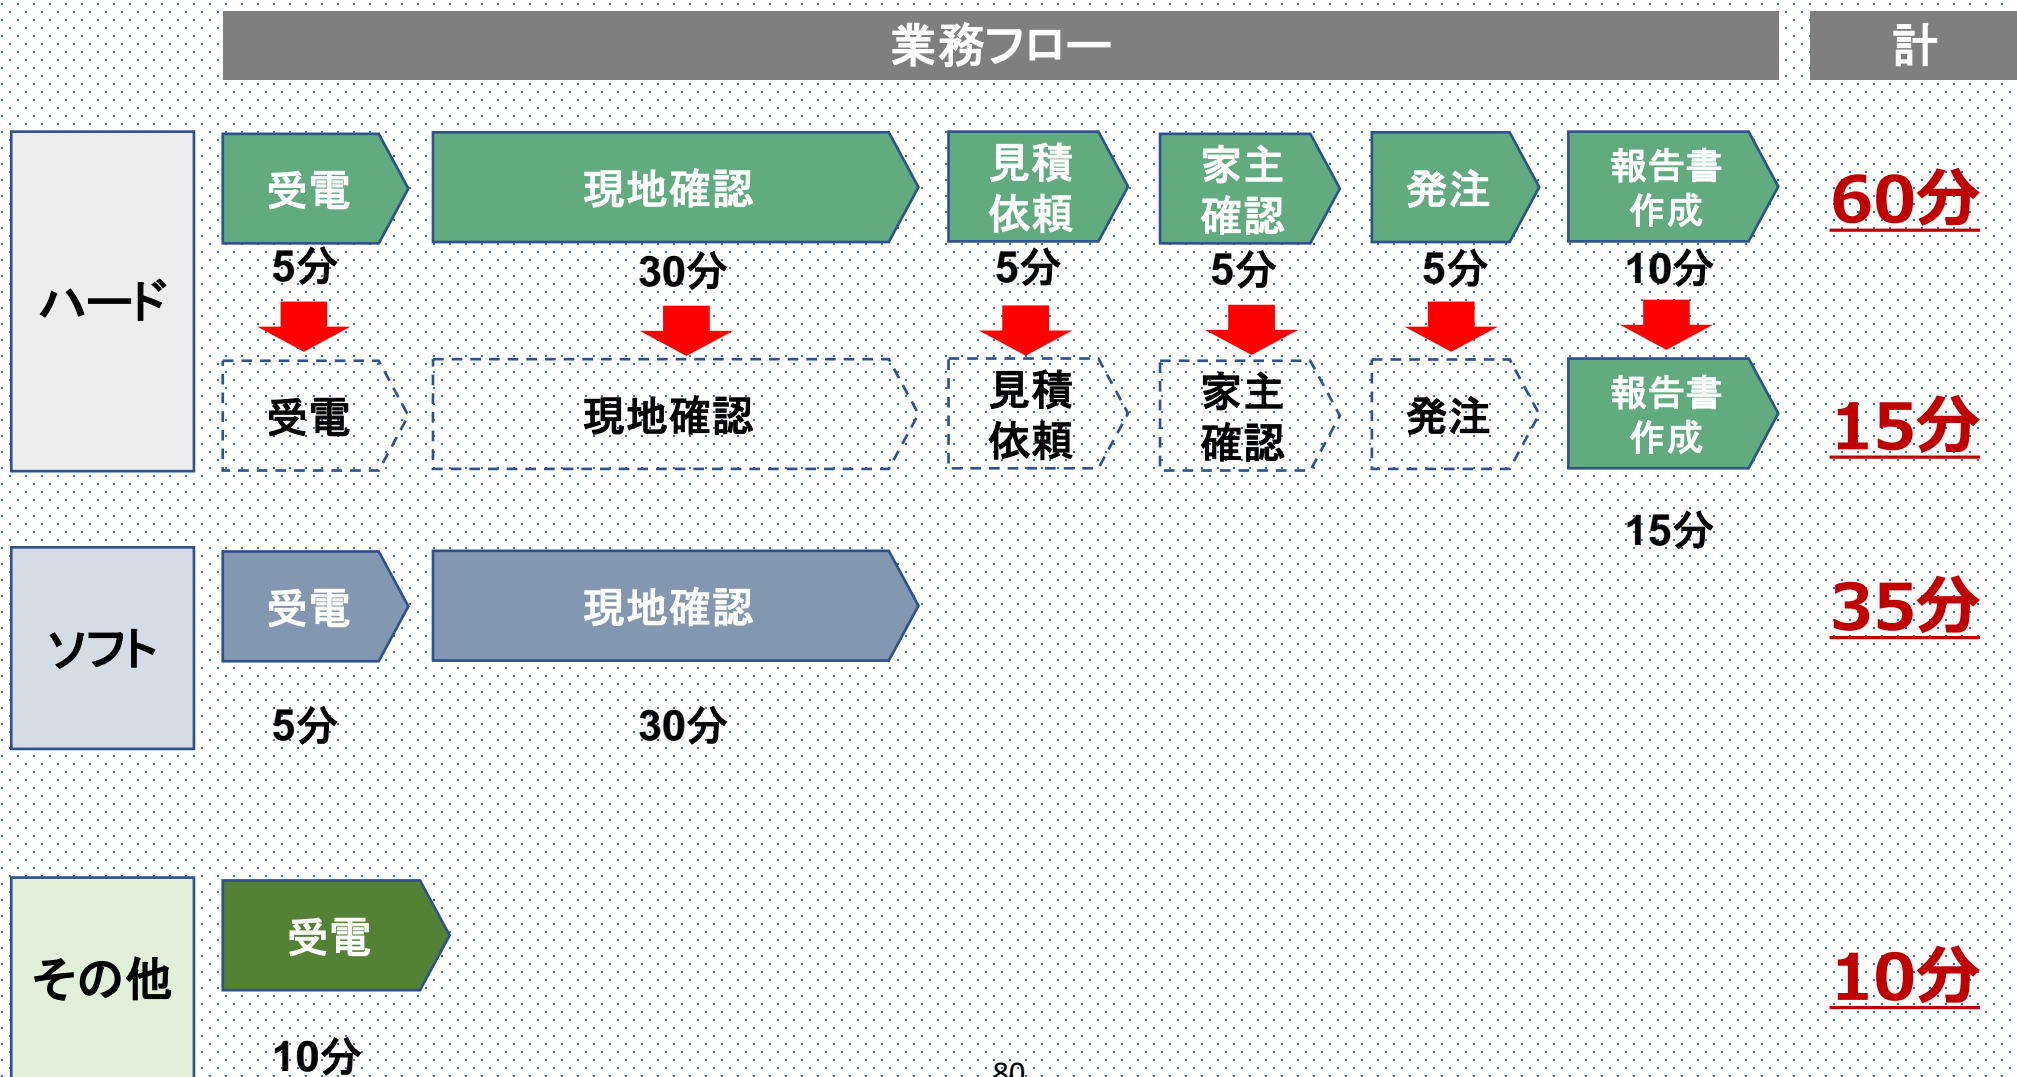 業務フロー
計
ハード
受電
現地確認
見積
依頼
家主
確認
発注
報告書
作成
60分
5分
30分
5分
5分
5分
10分
受電
現地確認
見積
依頼
家主
確認
発注
報告書
作成
15分
15分
ソフト
受電
現地確認
35分
5分
30分
その他
受電
10分
10分
80